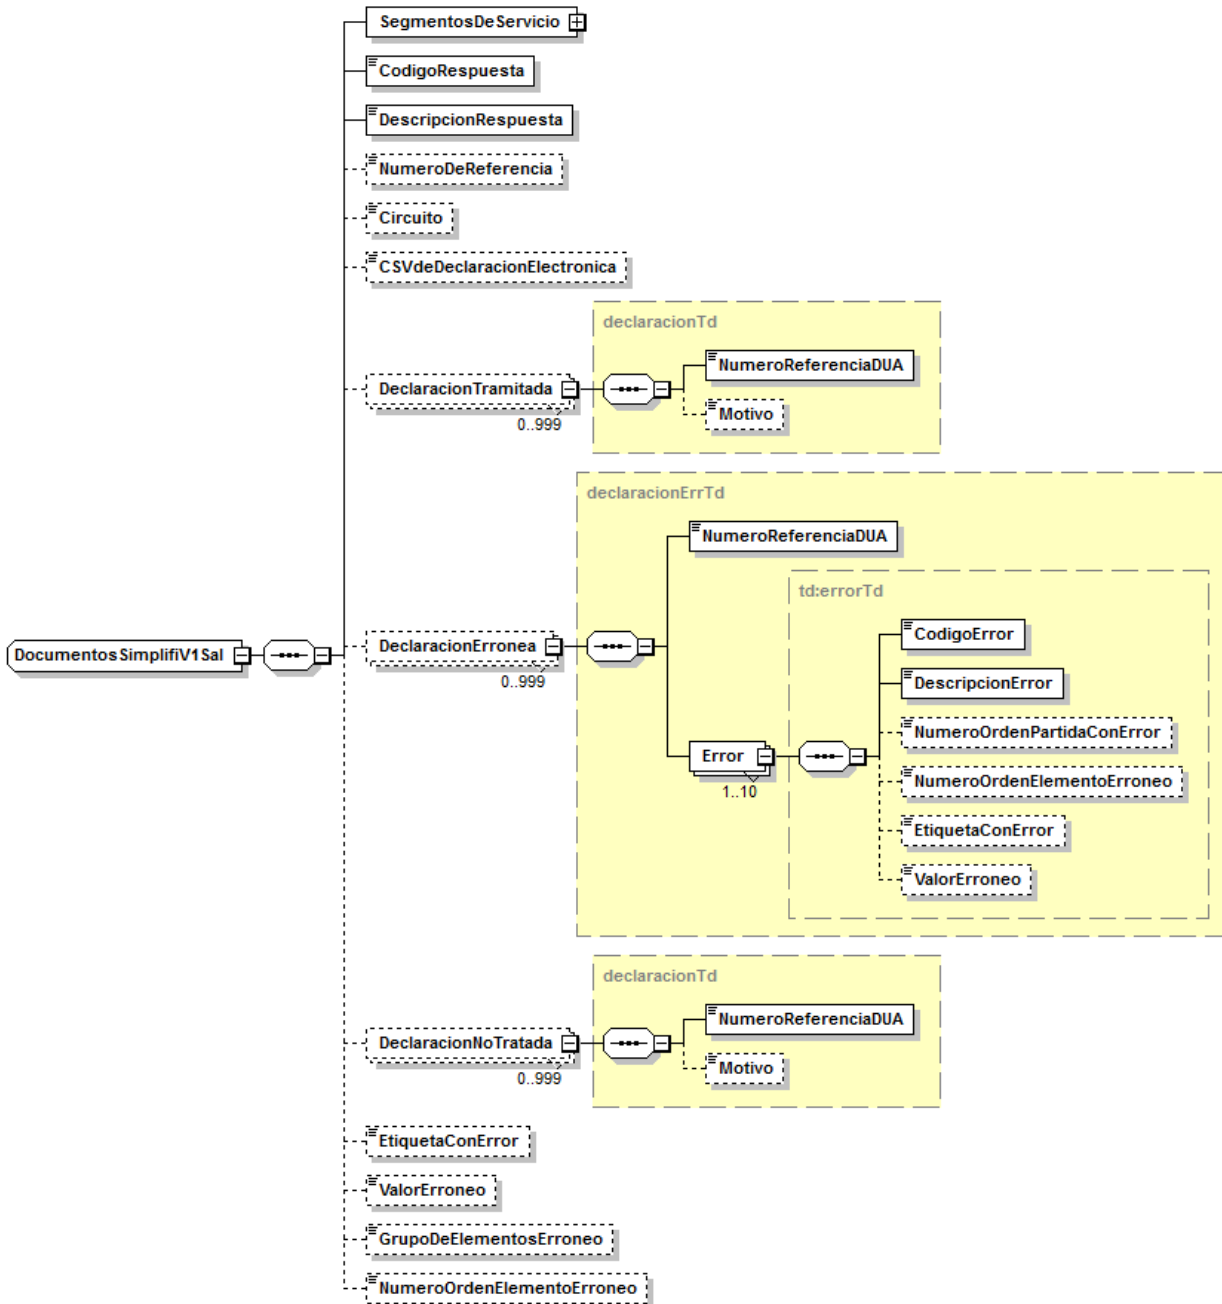 SegmentosDeServicio
CodigoRespuesta
DescripcionRespuesta
NumeroDeReferencia
Circuito
CSVdeDeclaracionElectronica
declaracionTd
NumeroReferenciaDUA
DeclaracionTramitada
0..999
Motivo
declaracionErrTd
NumeroReferenciaDUA
td:errorTd
CodigoError
DocumentosSimplifiV1Sal
DeclaracionErronea
0..999
DescripcionError
NumeroOrdenPartidaConError
Error
1..10
NumeroOrdenElementoErroneo
EtiquetaConError
ValorErroneo
declaracionTd
NumeroReferenciaDUA
DeclaracionNoTratada
0..999
Motivo
EtiquetaConError
ValorErroneo
GrupoDeElementosErroneo
NumeroOrdenElementoErroneo